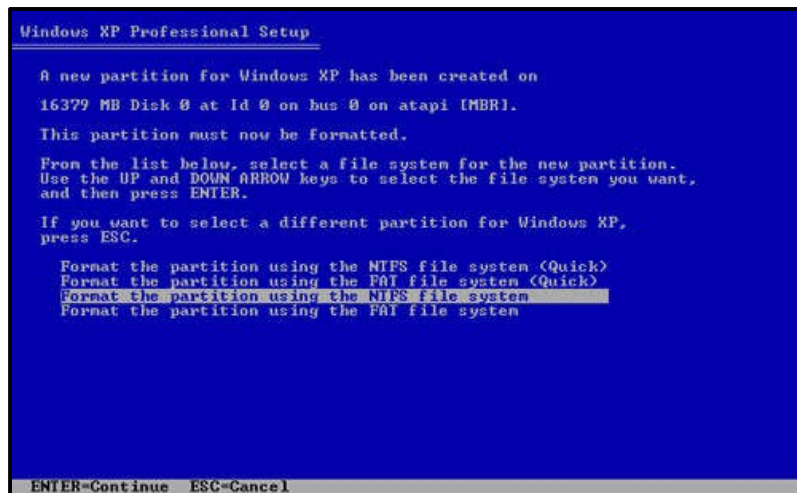 Windows XP Professional Setup
A new partition for Windows XP has been created on
16379 MB Disk 0 at Id 0 on bus 0 on atapi [MBR].
This partition must now be formatted.
From the list below, select a file system for the new partition.
Use the UP and DOWN ARROW keys to select the file system you want,
and then press ENTER.
If you want to select a different partition for Windows XP,
press ESC.
Format the partition using the NTFS file system (Quick)
Format the partition using the FAT file system (Quick)
Format the partition using the NTFS file system
Format the partition using the FAT file system
ENTER=Continue ESC=Cancel